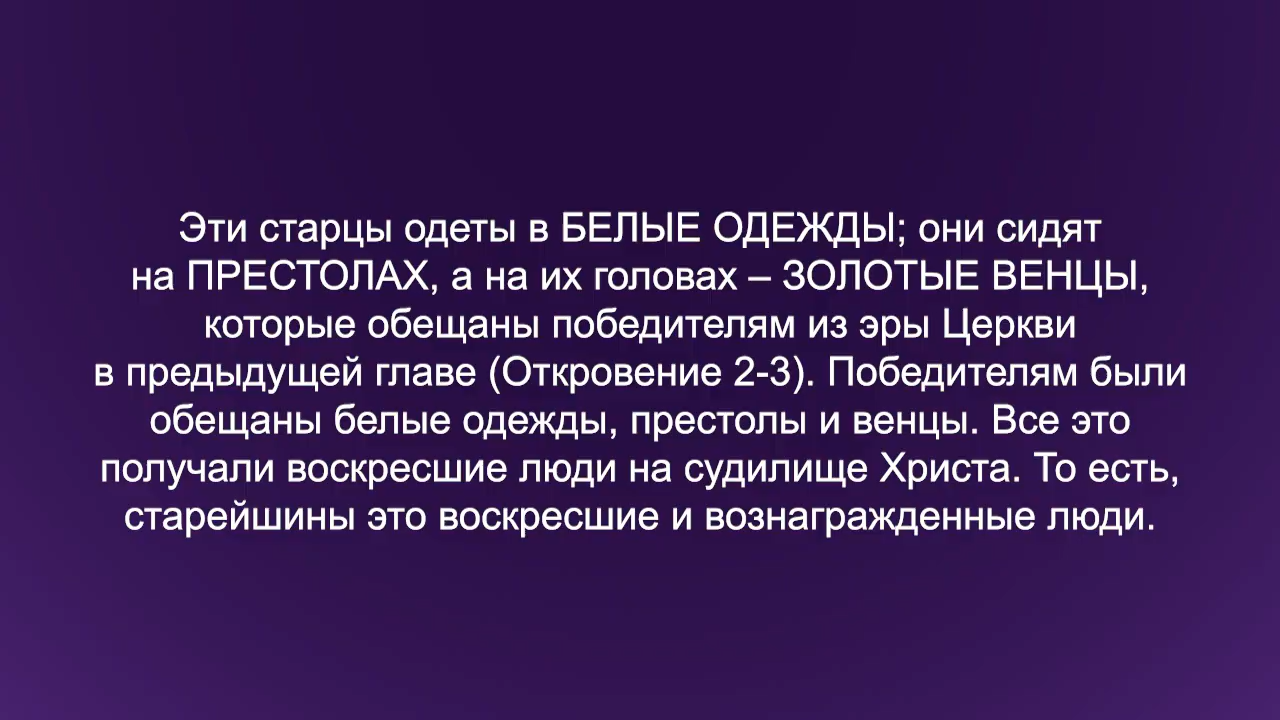 Эти старцы одеты в БЕЛЫЕ ОДЕЖДЫ; они сидят
на ПРЕСТОЛАХ, а на их головах – ЗОЛОТЫЕ ВЕНЦЫ,
которые обещаны победителям из эры Церкви
в предыдущей главе (Откровение 2-3). Победителям были
обещаны белые одежды, престолы и венцы. Все это
получали воскресшие люди на судилище Христа. То есть,
старейшины это воскресшие и вознагражденные люди.